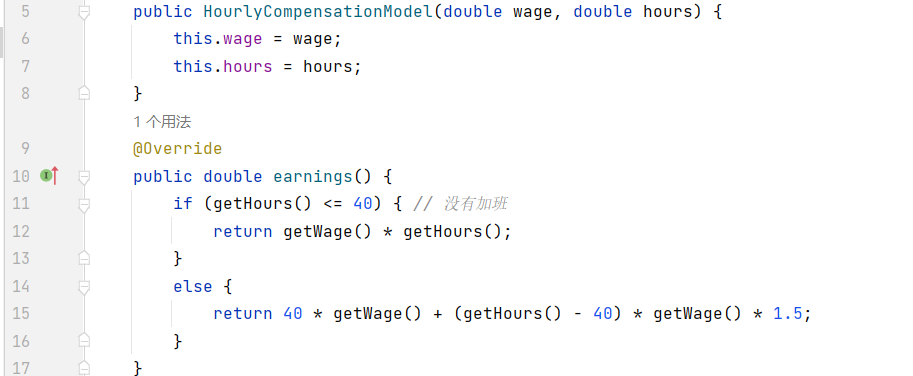 5 public HourlyCompensationModel(double wage, double hours) {
6 this.wage = wage;
7 this.hours = hours;
8 }
1 个用法
9 @Override
10 public double earnings() {
11 if (getHours() <= 40) { // 没有加班
12 return getWage() * getHours();
13 }
14 else {
15 return 40 * getWage() + (getHours() - 40) * getWage() * 1.5;
16 }
17 }